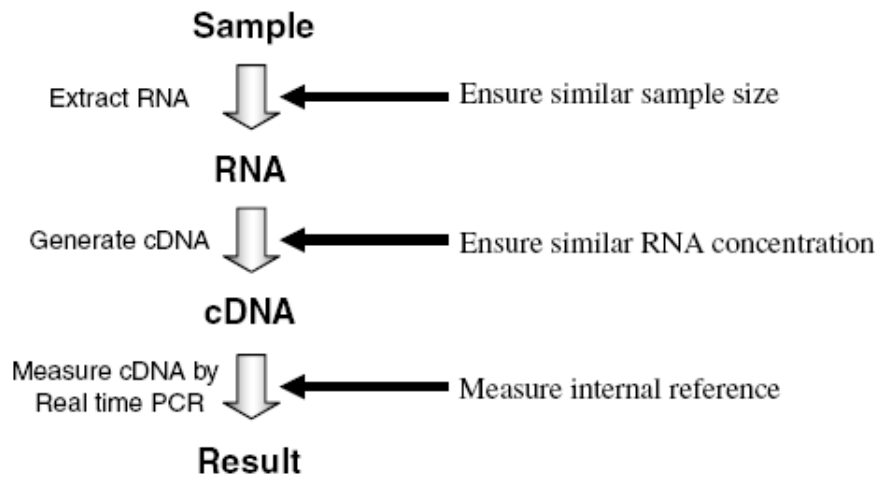 Sample
Extract RNA
Ensure similar sample size
RNA
Generate cDNA
Ensure similar RNA concentration
cDNA
Measure cDNA by
Real time PCR
Measure internal reference
Result